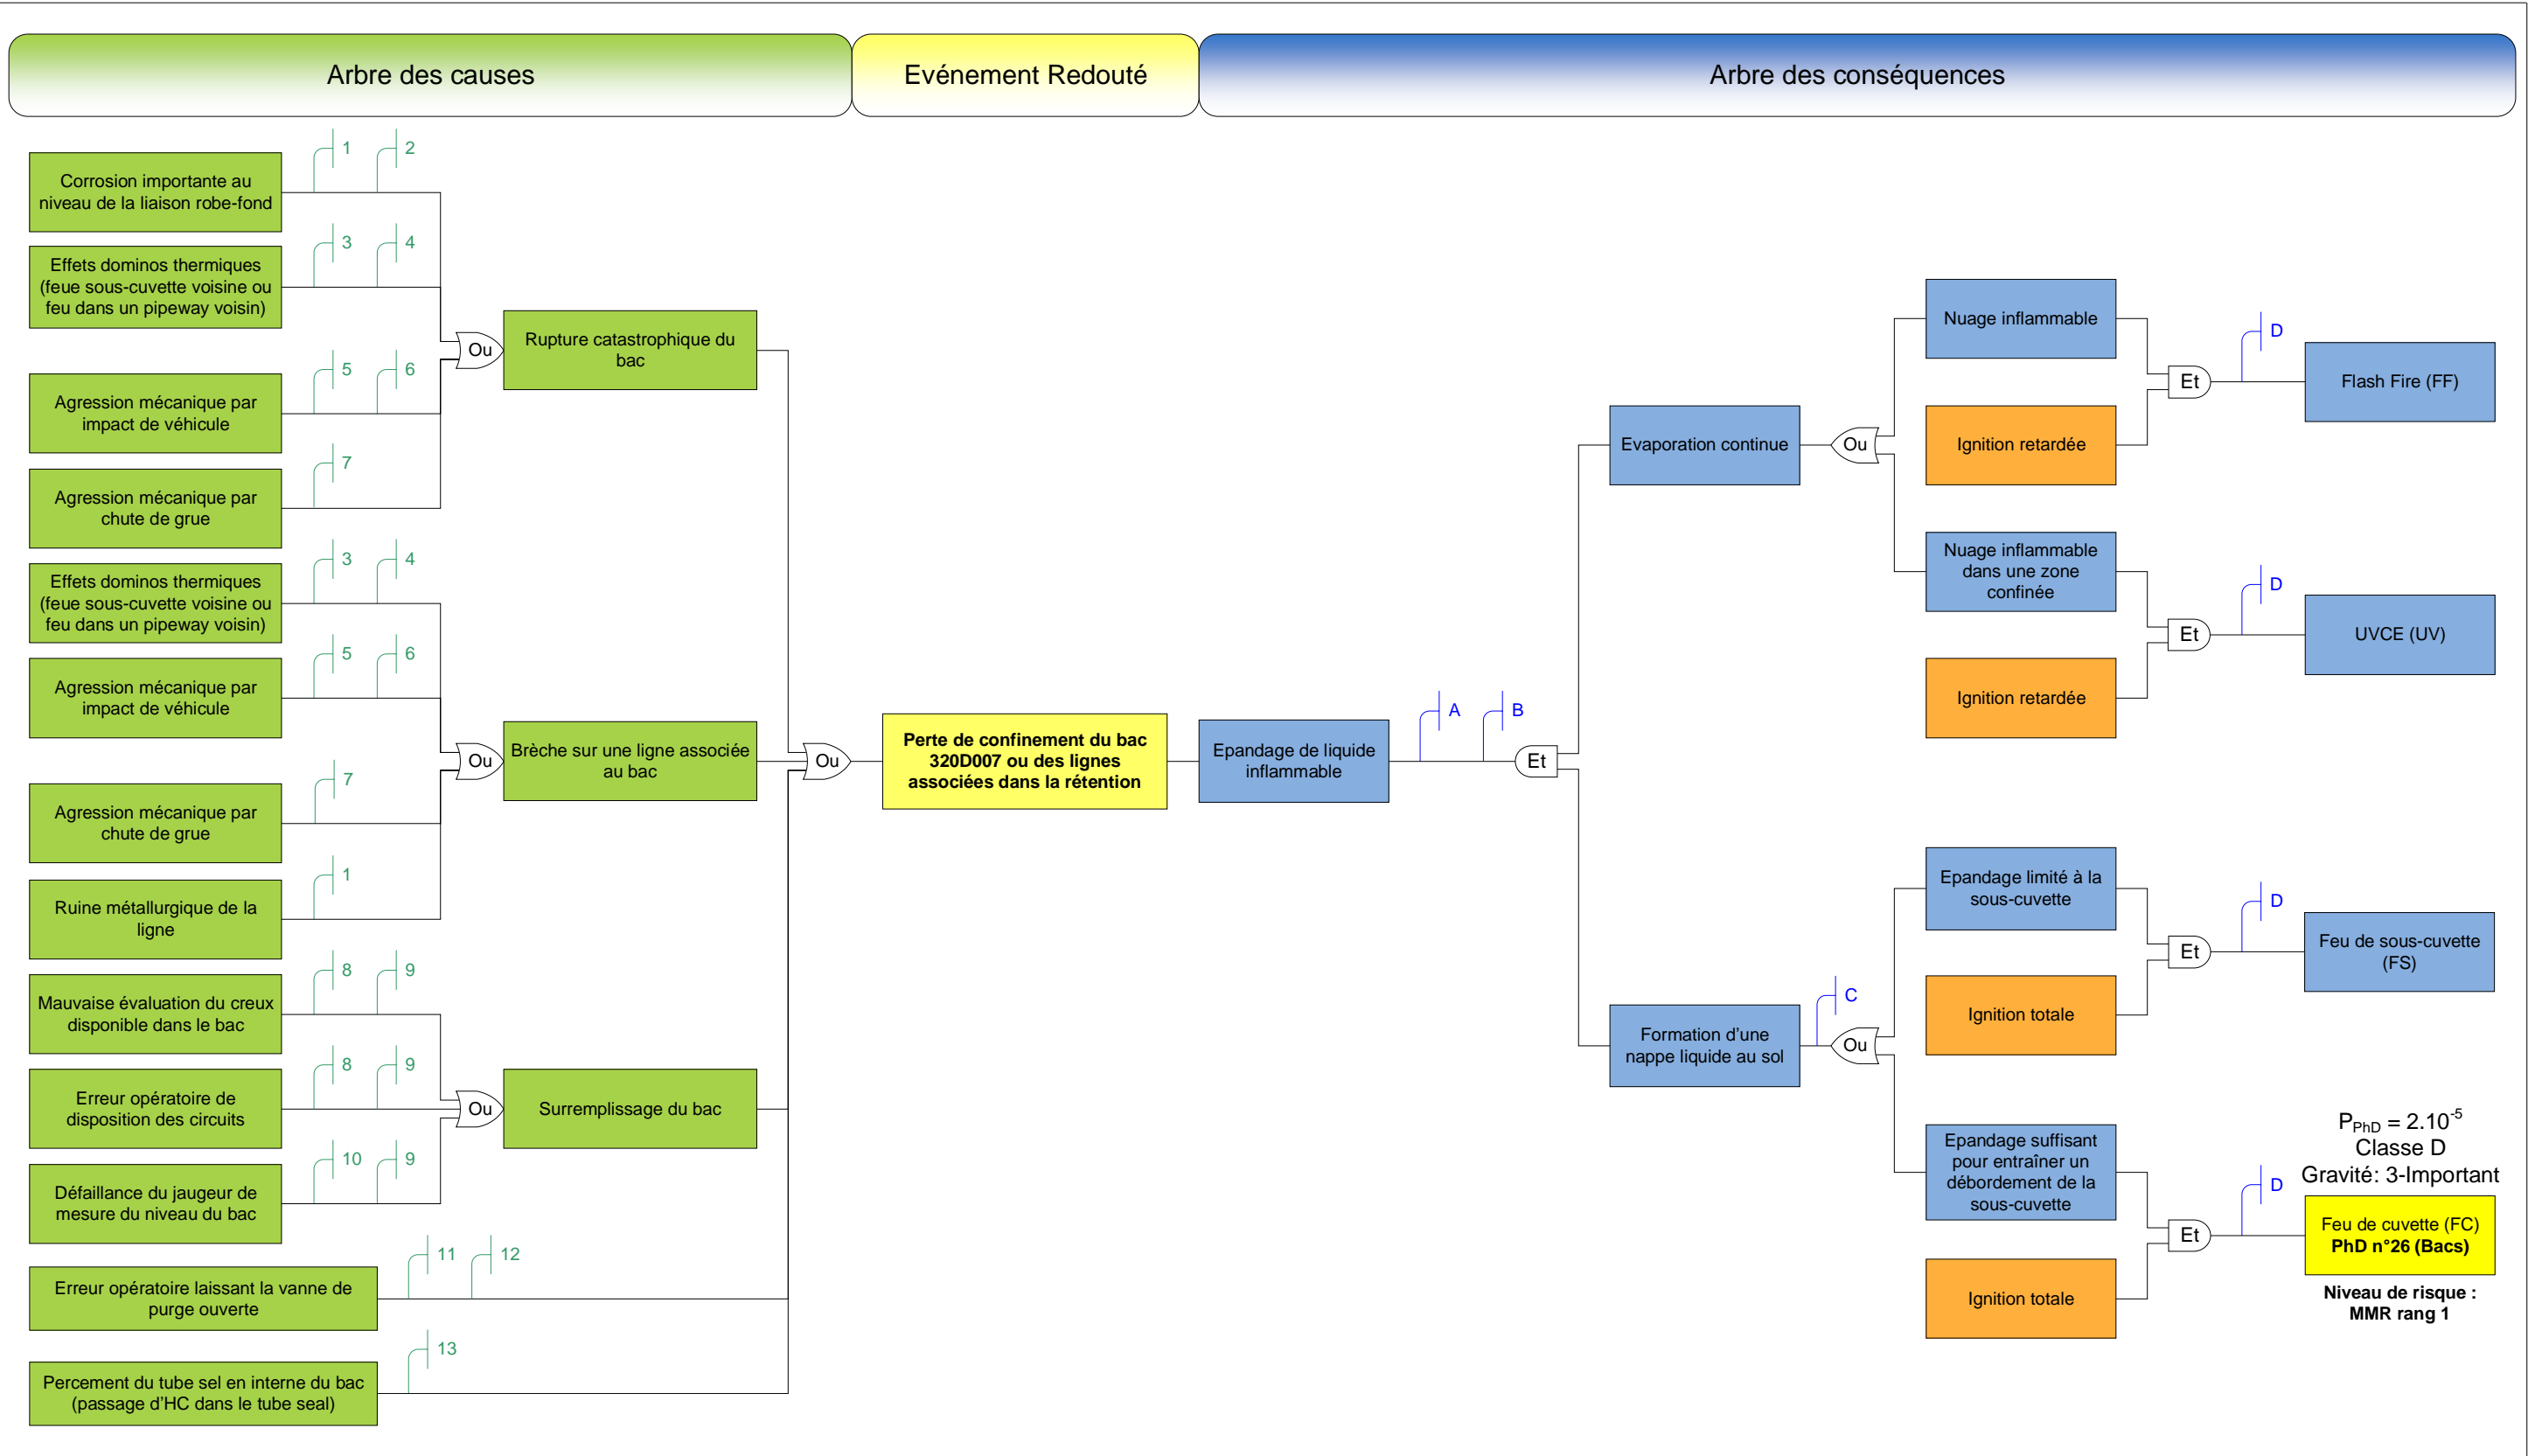 Arbre des causes
Evénement Redouté
Arbre des conséquences
1
2
Corrosion importante au
niveau de la liaison robe-fond
3
4
Effets dominos thermiques
(feue sous-cuvette voisine ou
feu dans un pipeway voisin)
5
6
Agression mécanique par
impact de véhicule
7
Agression mécanique par
chute de grue
Ou
Rupture catastrophique du
bac
3
4
Effets dominos thermiques
(feue sous-cuvette voisine ou
feu dans un pipeway voisin)
5
6
Agression mécanique par
impact de véhicule
7
Agression mécanique par
chute de grue
1
Ruine métallurgique de la
ligne
Ou
Brèche sur une ligne associée
au bac
8
9
Mauvaise évaluation du creux
disponible dans le bac
8
9
Erreur opératoire de
disposition des circuits
10
9
Défaillance du jaugeur de
mesure du niveau du bac
Ou
Surremplissage du bac
11
12
Erreur opératoire laissant la vanne de
purge ouverte
13
Percement du tube sel en interne du bac
(passage d'HC dans le tube seal)
Ou
Perte de confinement du bac
320D007 ou des lignes
associées dans la rétention
Epandage de liquide
inflammable
A
B
Et
Evaporation continue
Ou
Nuage inflammable
Ignition retardée
Et
D
Flash Fire (FF)
Nuage inflammable
dans une zone
confinée
Ignition retardée
Et
D
UVCE (UV)
Formation d'une
nappe liquide au sol
C
Ou
Epandage limité à la
sous-cuvette
Ignition totale
Et
D
Feu de sous-cuvette
(FS)
Epandage suffisant
pour entraîner un
débordement de la
sous-cuvette
Ignition totale
Et
D
P_PhD = 2.10^-5
Classe D
Gravité: 3-Important
Feu de cuvette (FC)
PhD n°26 (Bacs)
Niveau de risque :
MMR rang 1